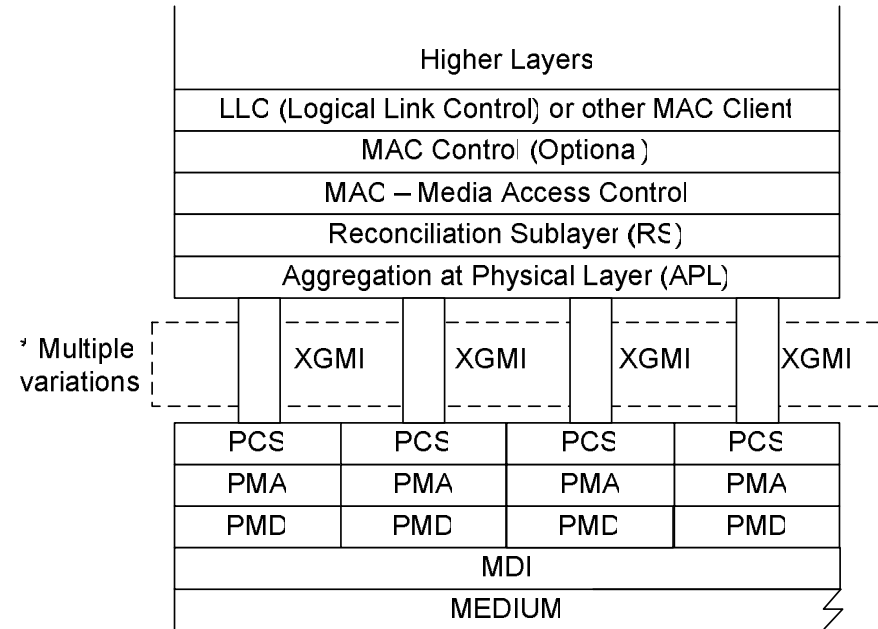 Higher Layers
LLC (Logical Link Control) or other MAC Client
MAC Control (Optional)
MAC – Media Access Control
Reconciliation Sublayer (RS)
Aggregation at Physical Layer (APL)
* Multiple
variations
XGMI XGMI XGMI XGMI
PCS PCS PCS PCS
PMA PMA PMA PMA
PMD PMD PMD PMD
MDI
MEDIUM